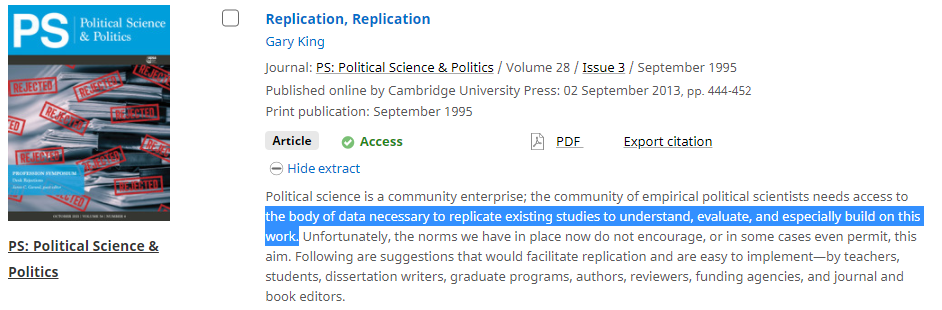 PS Political Science & Politics
REJECTED
REJECTED
REJECTED
REJECTED
REJECTED
REJECTED
PROFESSION SYMPOSIUM
PS: Political Science &
Politics
Replication, Replication
Gary King
Journal: PS: Political Science & Politics / Volume 28 / Issue 3 / September 1995
Published online by Cambridge University Press: 02 September 2013, pp. 444-452
Print publication: September 1995
Article Access PDF Export citation
Hide extract
Political science is a community enterprise; the community of empirical political scientists needs access to
the body of data necessary to replicate existing studies to understand, evaluate, and especially build on this
work. Unfortunately, the norms we have in place now do not encourage, or in some cases even permit, this
aim. Following are suggestions that would facilitate replication and are easy to implement—by teachers,
students, dissertation writers, graduate programs, authors, reviewers, funding agencies, and journal and
book editors.